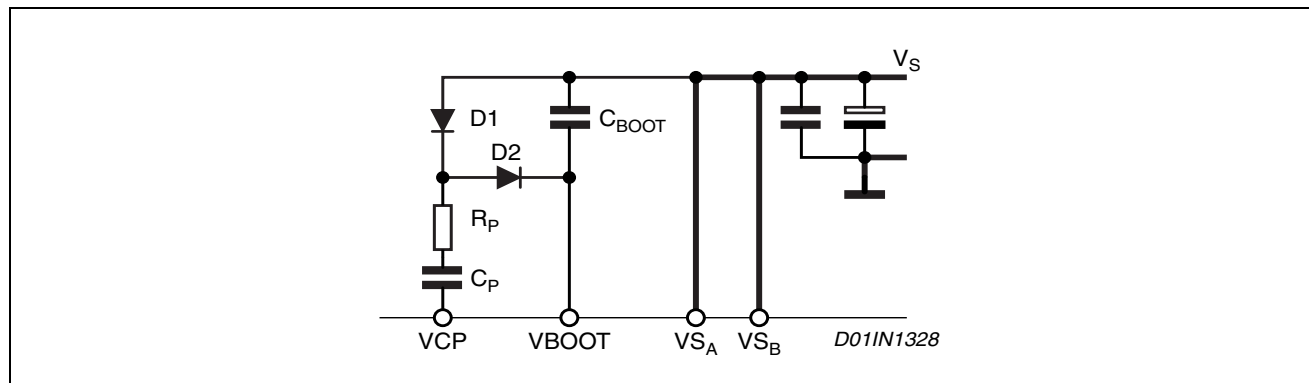 V_S
D1
C_BOOT
D2
R_P
C_P
VCP VBOOT VS_A VS_B D01IN1328